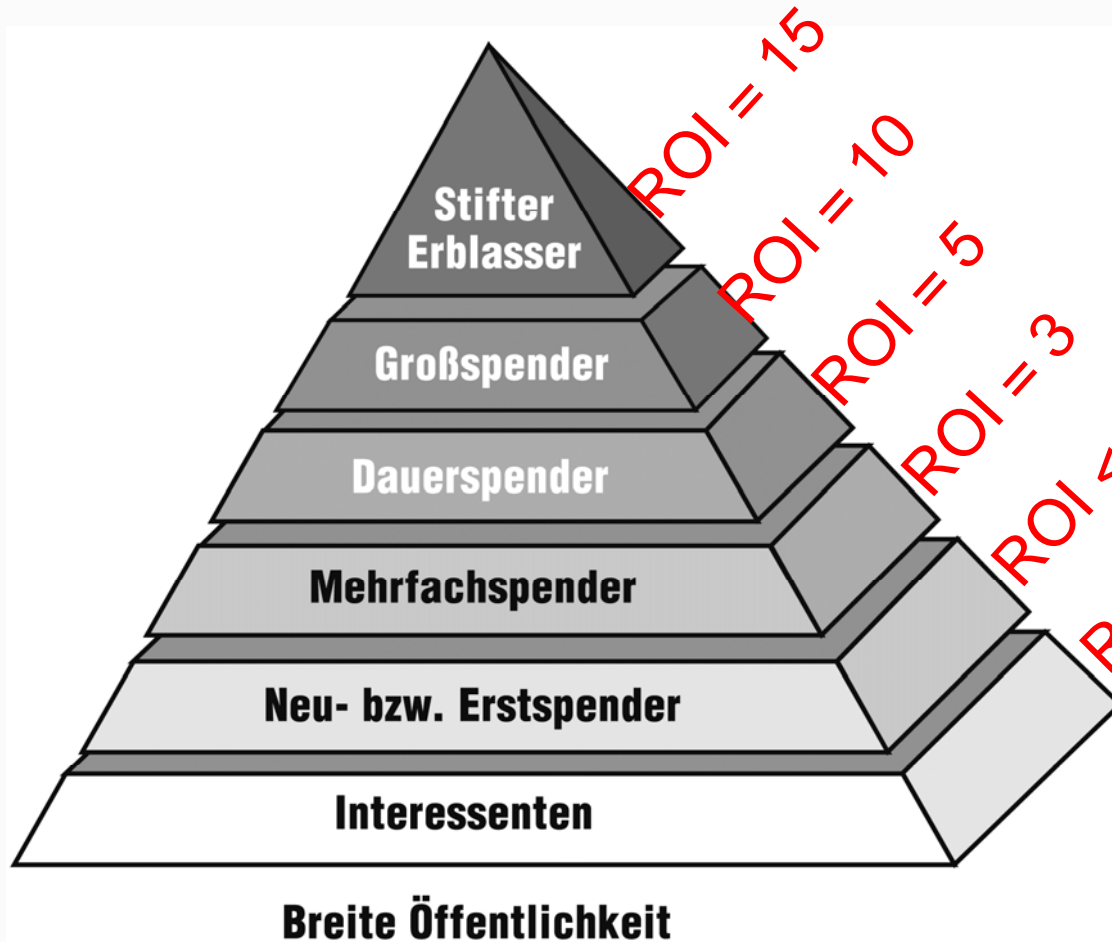 ROI = 15
Stifter
Erblasser
ROI = 10
Großspender
ROI = 5
Dauerspender
ROI = 3
Mehrfachspender
ROI <
Neu- bzw. Erstspender
Interessenten
Breite Öffentlichkeit